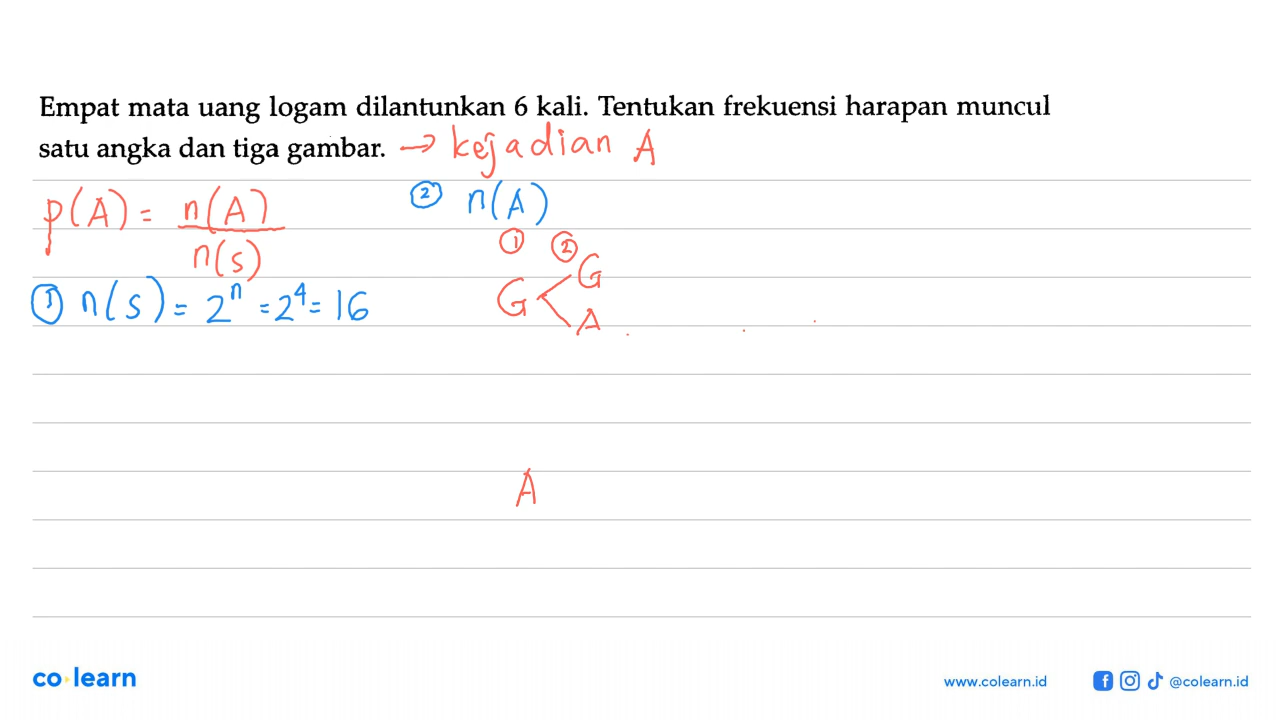 Empat mata uang logam dilantunkan 6 kali. Tentukan frekuensi harapan muncul
satu angka dan tiga gambar. → kejadian A
p(A) = n(A)/n(s)
① n(s) = 2^n = 2^4 = 16
② n(A)
① ②
G < G
A
A
co learn
www.colearn.id
@colearn.id